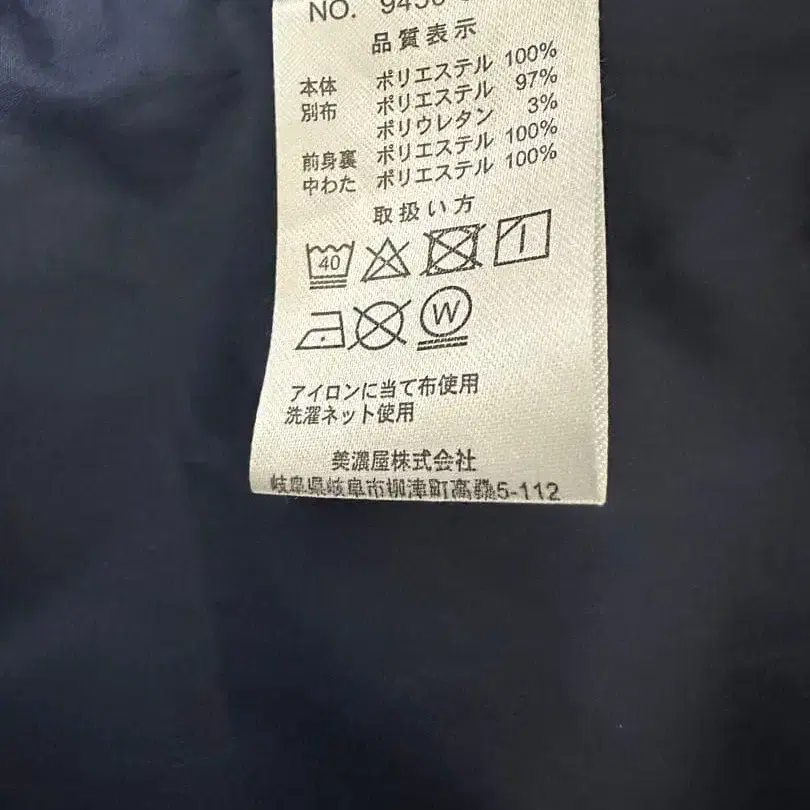 NO. 9450
品質表示
本体 ポリエステル 100%
別布 ポリエステル 97%
ポリウレタン 3%
前身裏 ポリエステル 100%
中わた ポリエステル 100%
取扱い方
40
W
アイロンに当て布使用
洗濯ネット使用
美濃屋株式会社
岐阜県岐阜市柳津町高桑5-112